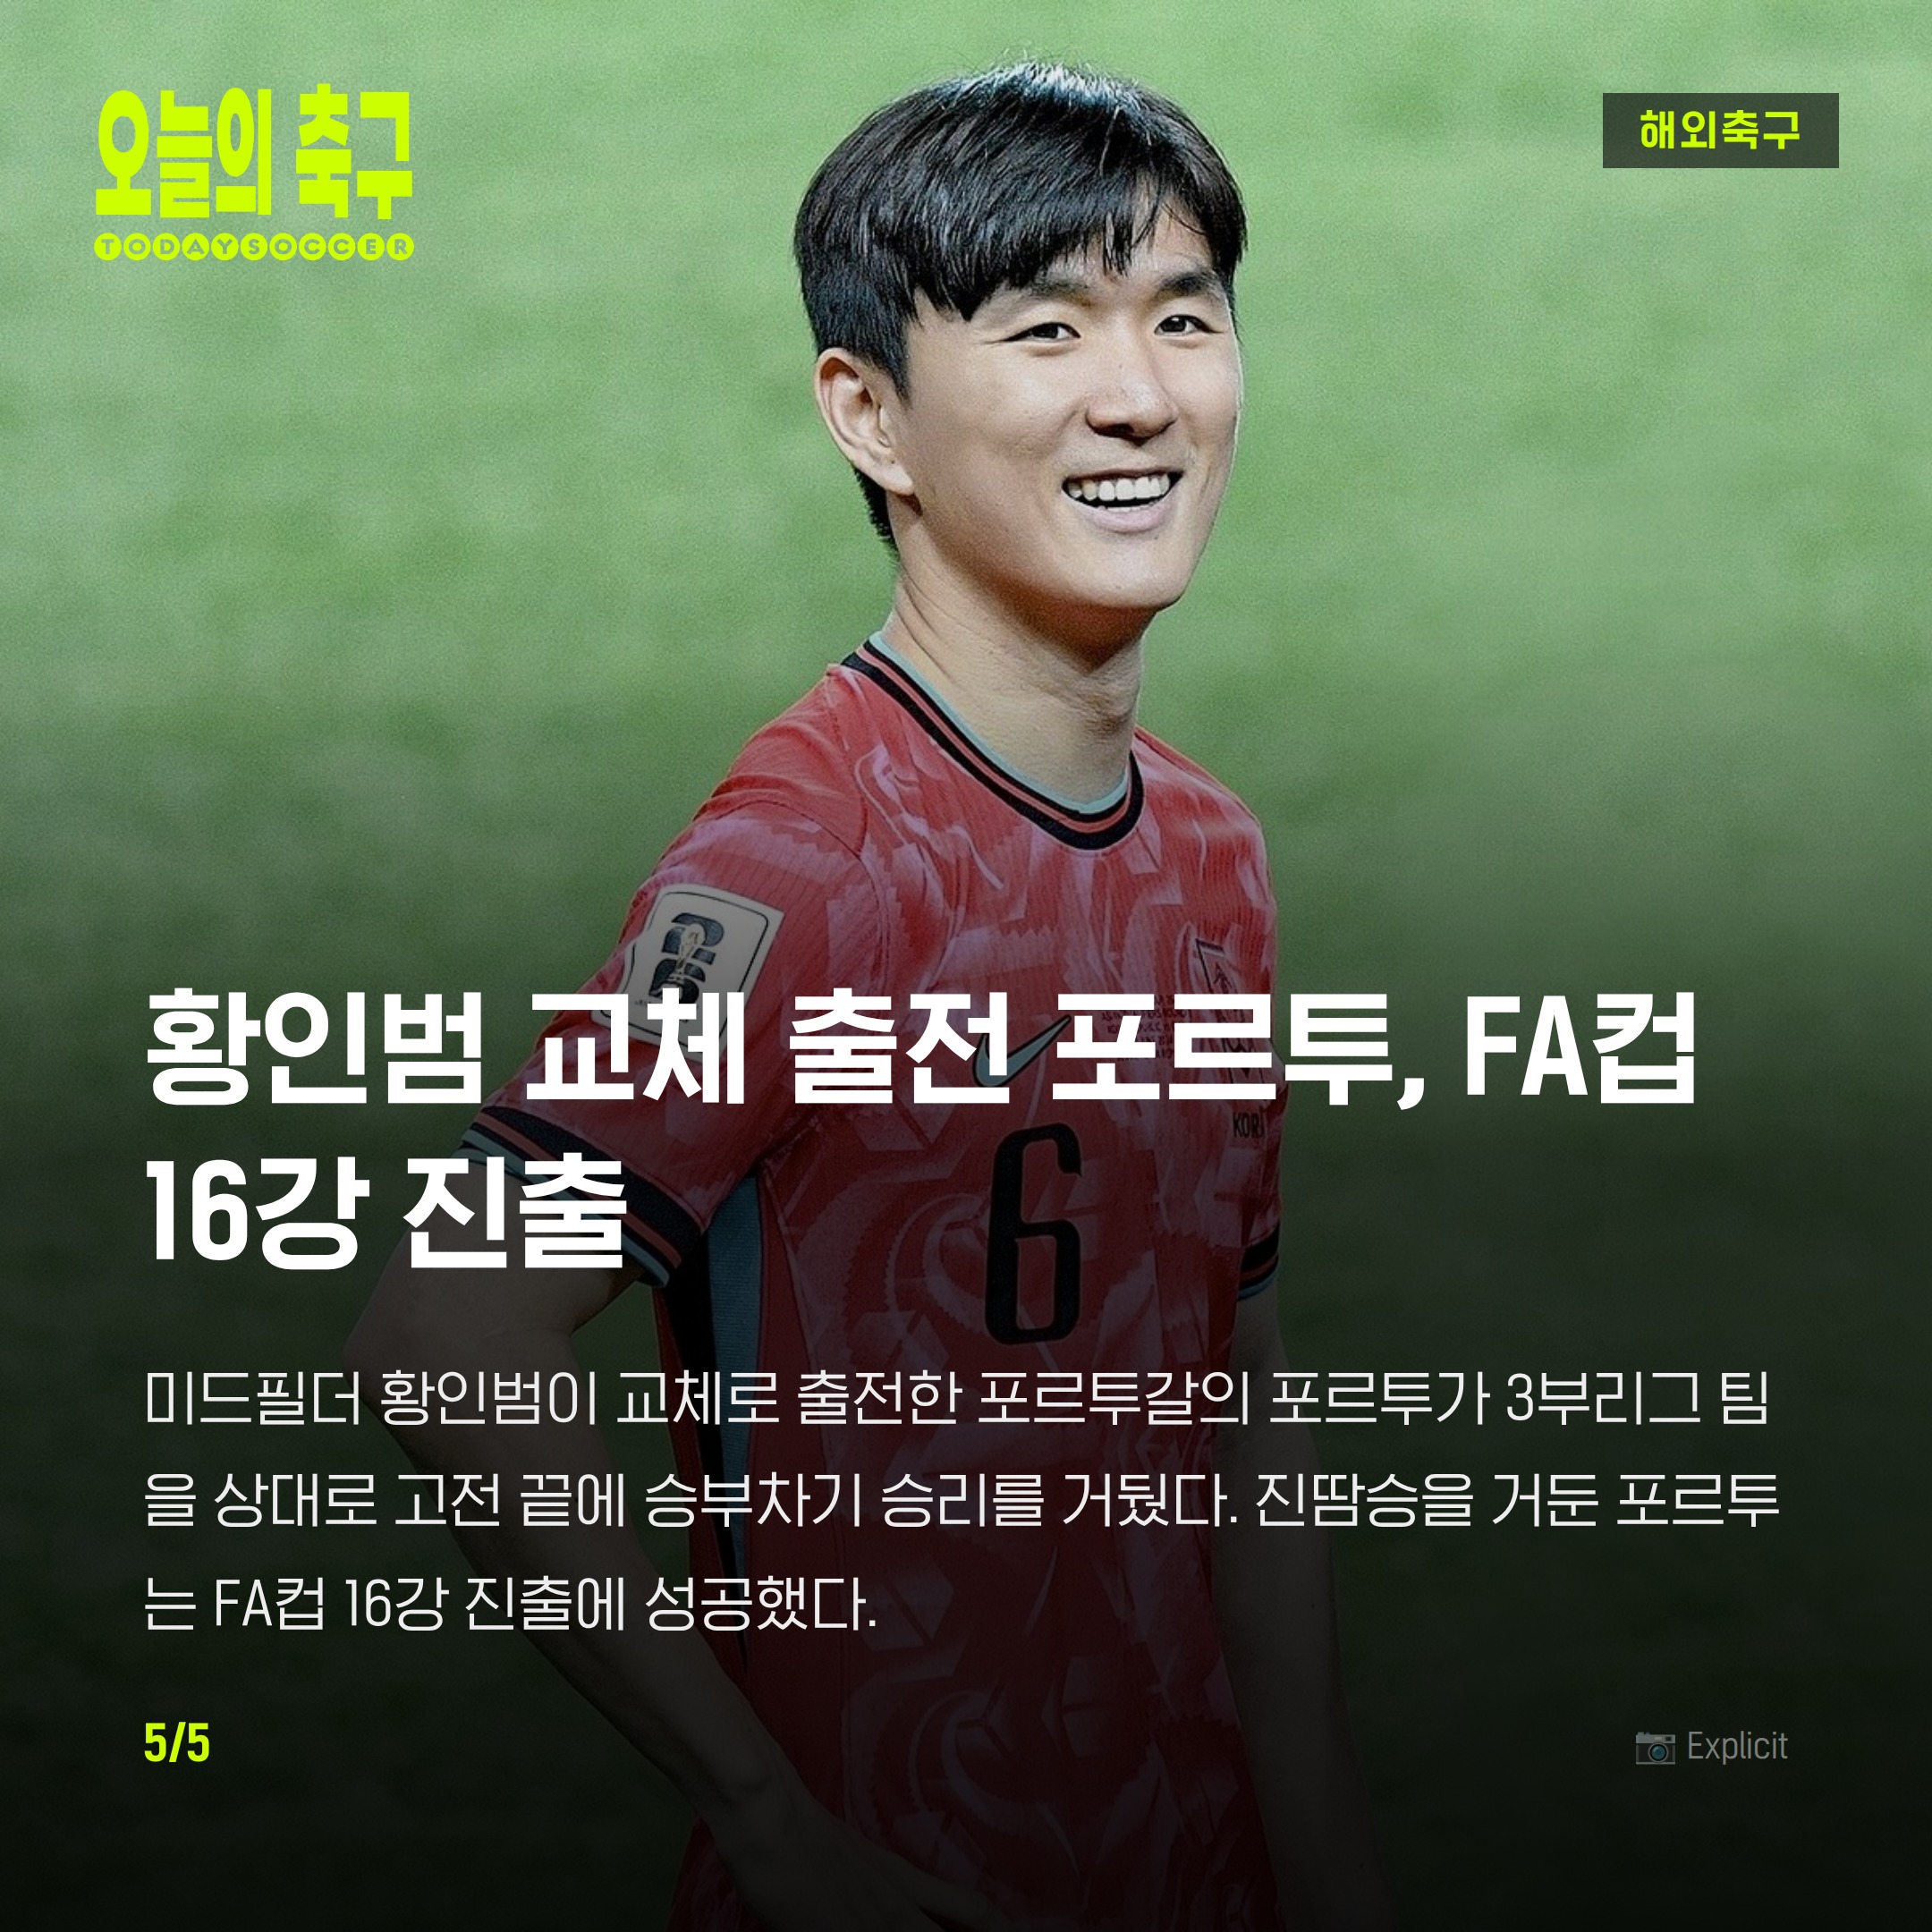 오늘의 축구
TODAYSOCCER
해외축구
황인범 교체 출전 포르투, FA컵
16강 진출
6
KOR
미드필더 황인범이 교체로 출전한 포르투갈의 포르투가 3부리그 팀
을 상대로 고전 끝에 승부차기 승리를 거뒀다. 진땀승을 거둔 포르투
는 FA컵 16강 진출에 성공했다.
5/5
Explicit